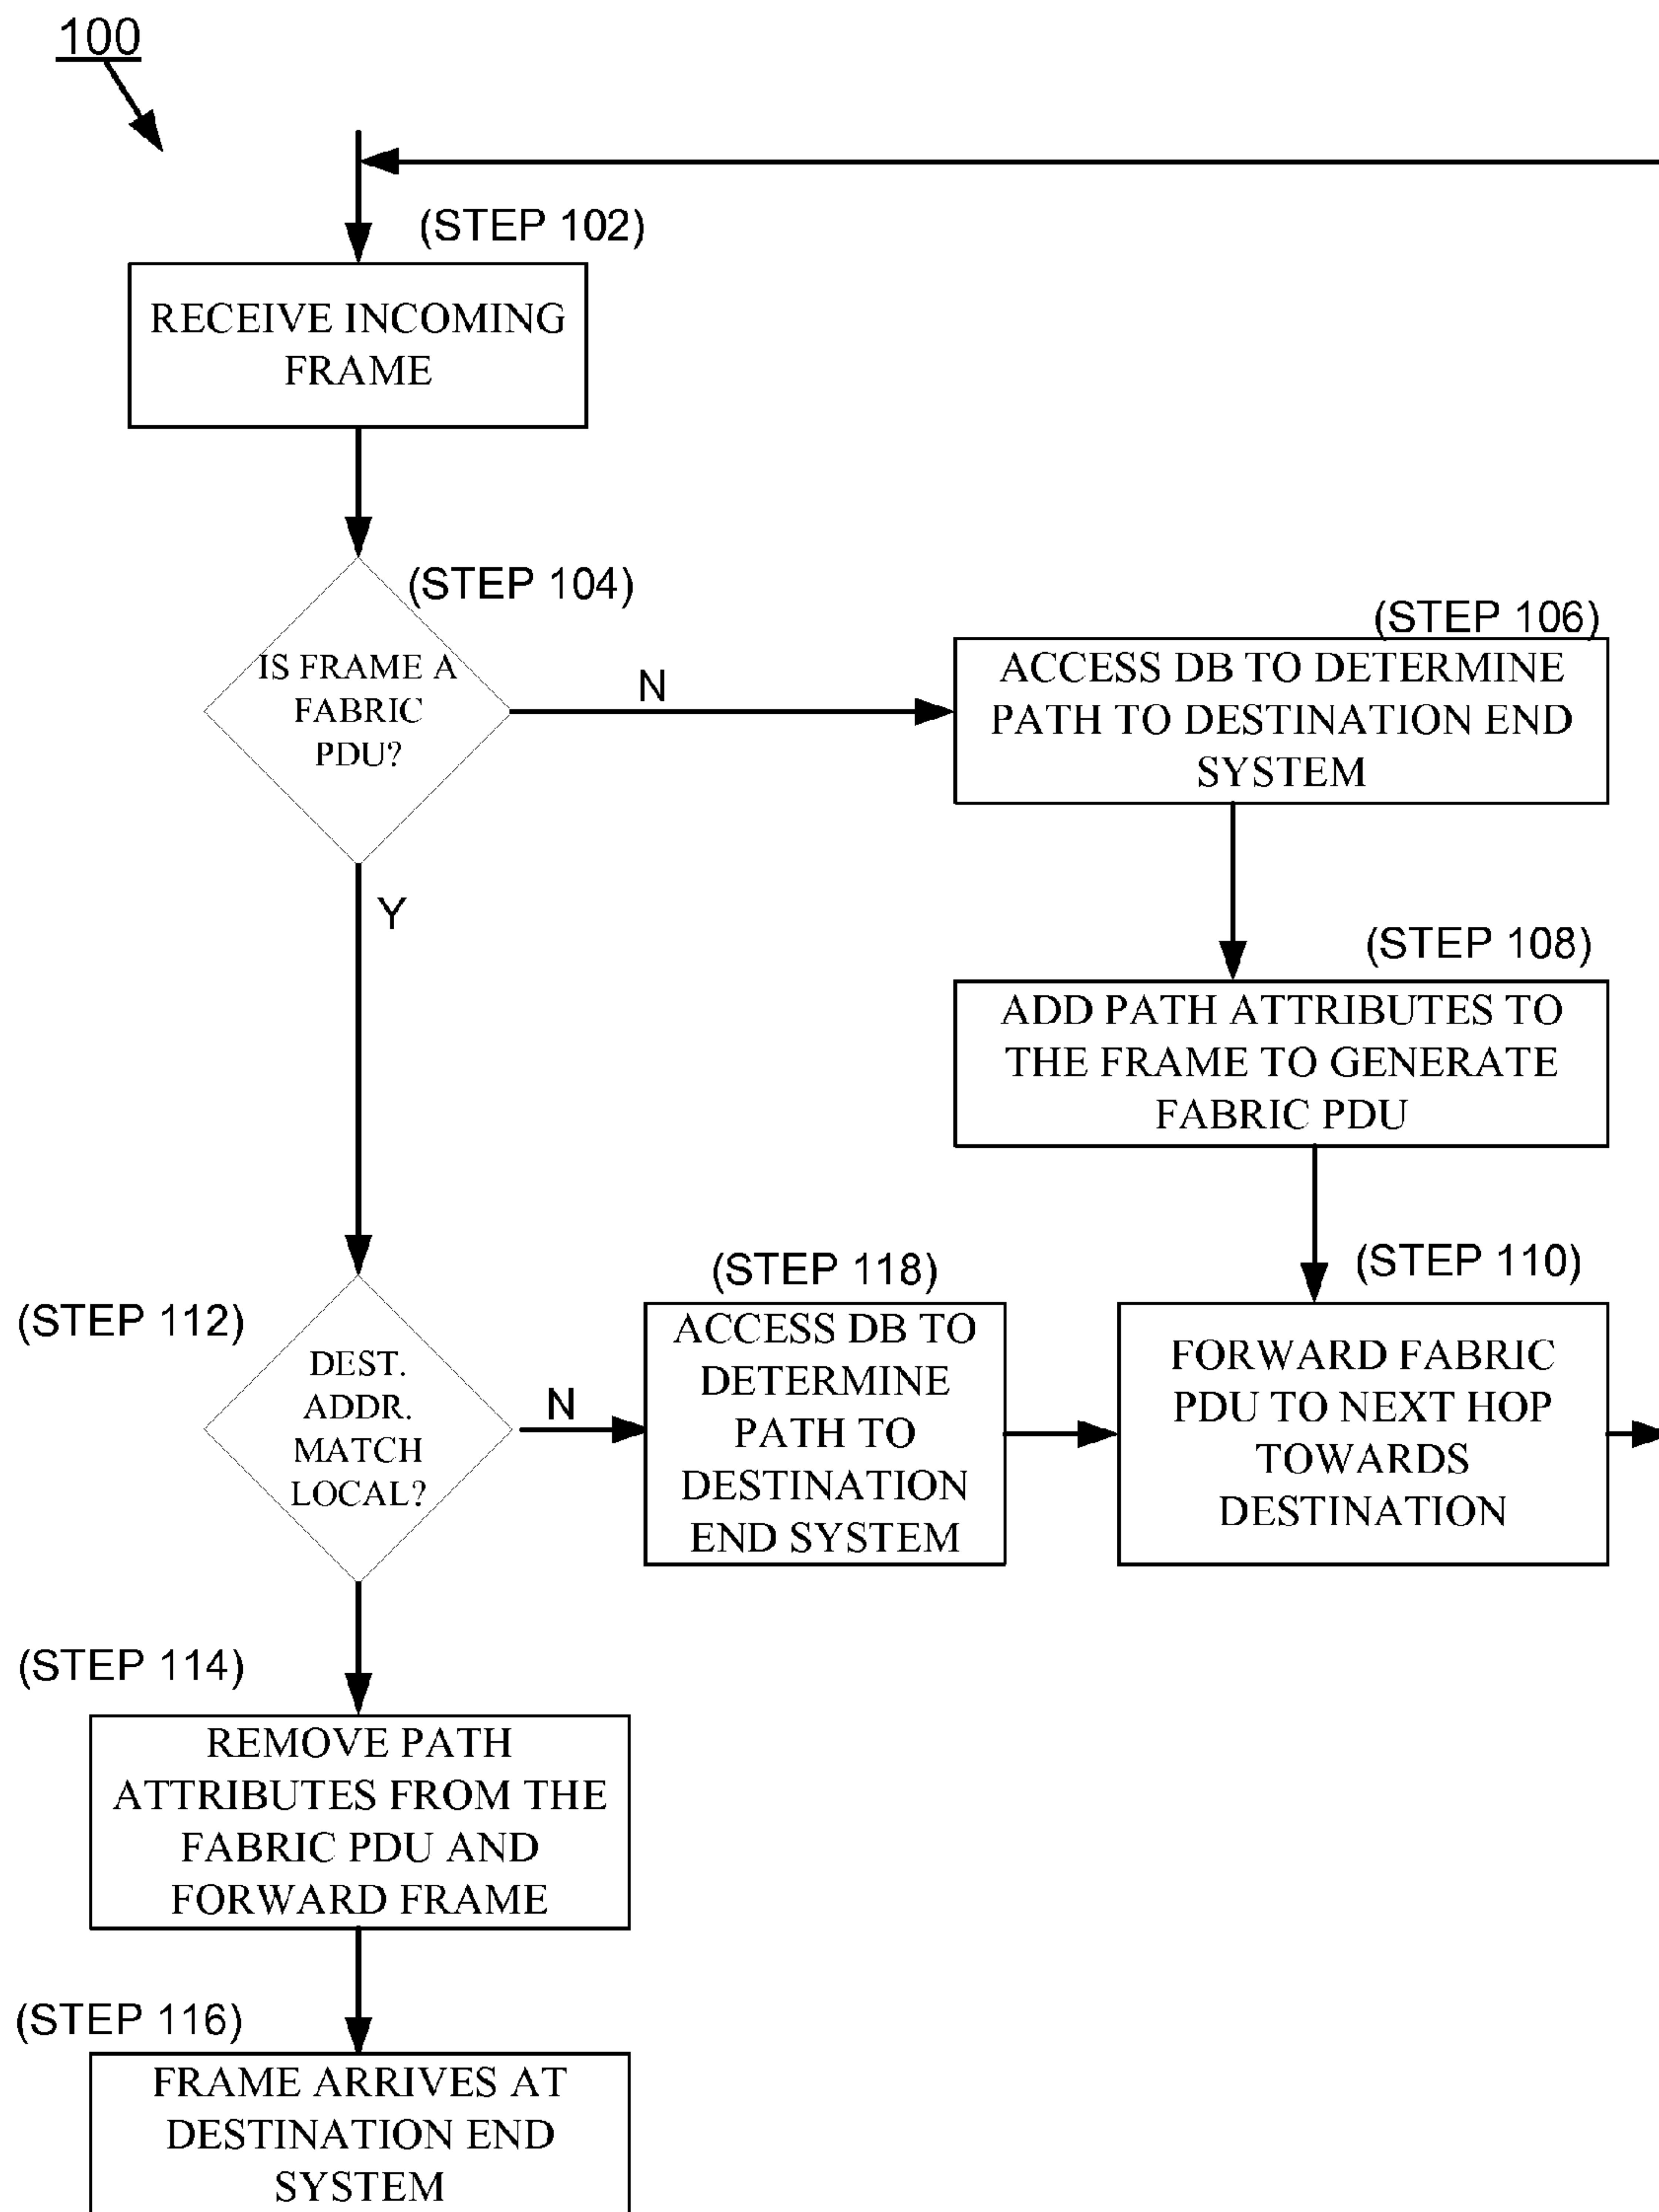 100
(STEP 102)
RECEIVE INCOMING
FRAME
(STEP 104)
IS FRAME A
FABRIC
PDU?
N
Y
(STEP 106)
ACCESS DB TO DETERMINE
PATH TO DESTINATION END
SYSTEM
(STEP 108)
ADD PATH ATTRIBUTES TO
THE FRAME TO GENERATE
FABRIC PDU
(STEP 112)
DEST.
ADDR.
MATCH
LOCAL?
N
(STEP 118)
ACCESS DB TO
DETERMINE
PATH TO
DESTINATION
END SYSTEM
(STEP 110)
FORWARD FABRIC
PDU TO NEXT HOP
TOWARDS
DESTINATION
(STEP 114)
REMOVE PATH
ATTRIBUTES FROM THE
FABRIC PDU AND
FORWARD FRAME
(STEP 116)
FRAME ARRIVES AT
DESTINATION END
SYSTEM